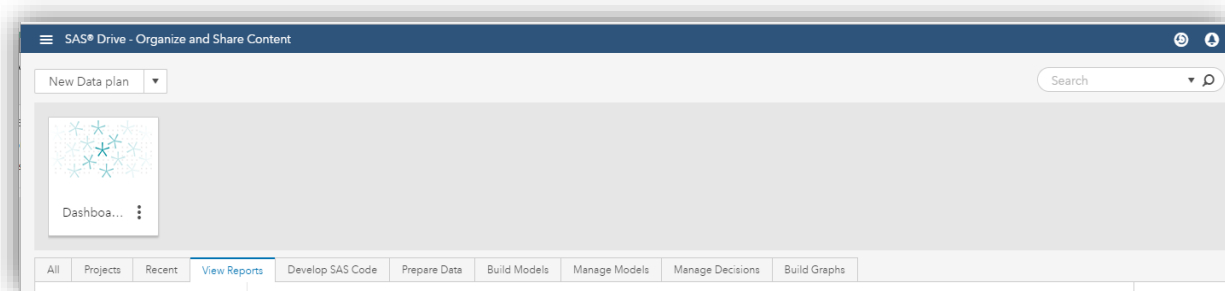 SAS® Drive - Organize and Share Content
New Data plan
Search
Dashboa...
All Projects Recent View Reports Develop SAS Code Prepare Data Build Models Manage Models Manage Decisions Build Graphs